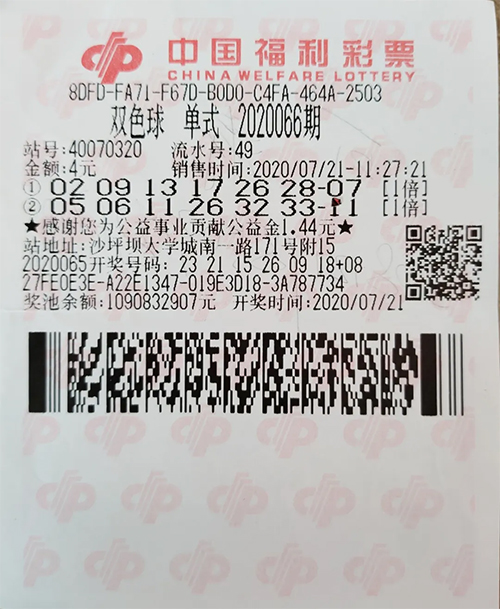 中国福利彩票
CHINA WELFARE LOTTERY
8DFD-FA71-F67D-B0D0-C4FA-464A-2503
双色球 单式 2020066期
站号:40070320 流水号:49
金额:4元 销售时间:2020/07/21-11:27:21
① 02 09 13 17 26 28-07 [1倍]
② 05 06 11 26 32 33-11 [1倍]
★感谢您为公益事业贡献公益金1.44元★
站地址:沙坪坝大学城南一路171号附15
2020065开奖号码: 23 21 15 26 09 18+08
27FE0E3E-A22E1347-019E3D18-3A787734
奖池余额:1090832907元 开奖时间:2020/07/21